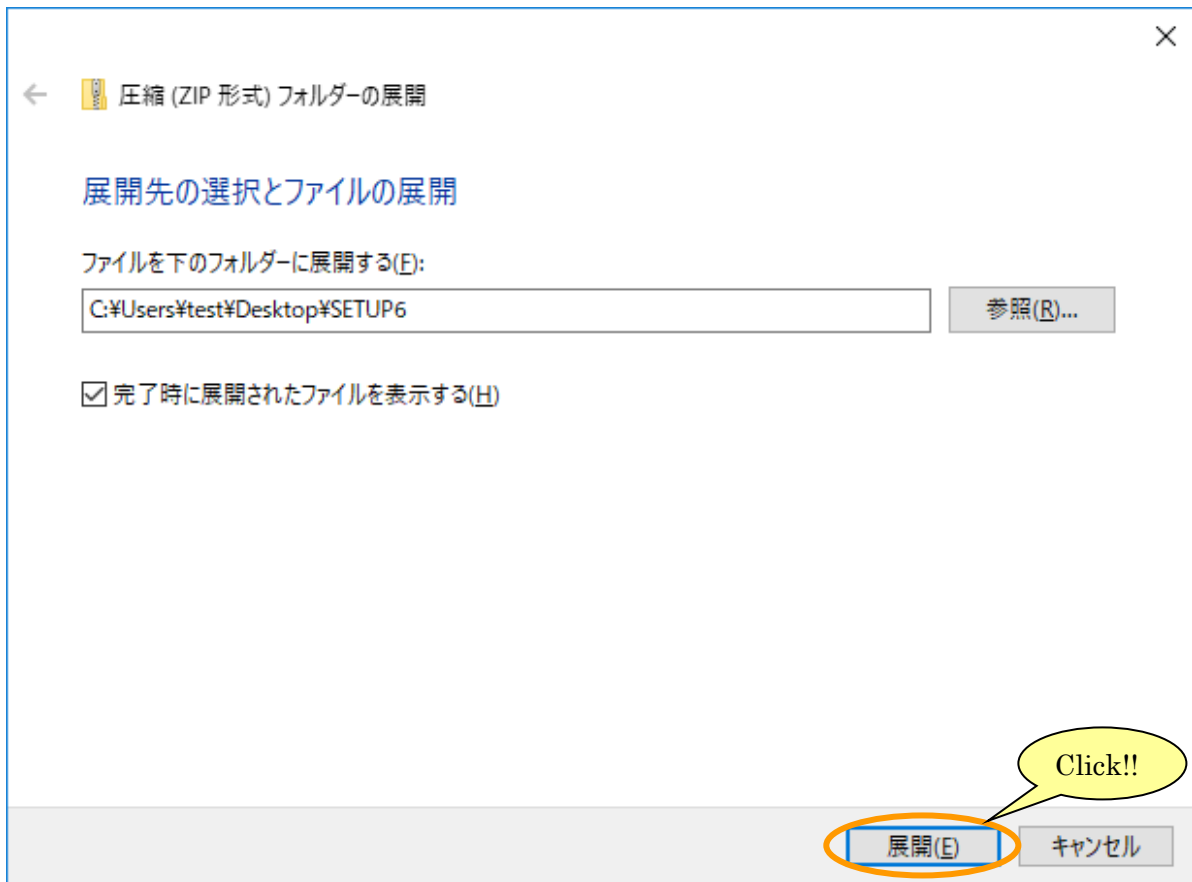 圧縮 (ZIP 形式) フォルダーの展開
展開先の選択とファイルの展開
ファイルを下のフォルダーに展開する(F):
C:¥Users¥test¥Desktop¥SETUP6
参照(R)...
完了時に展開されたファイルを表示する(H)
Click!!
展開(E)
キャンセル